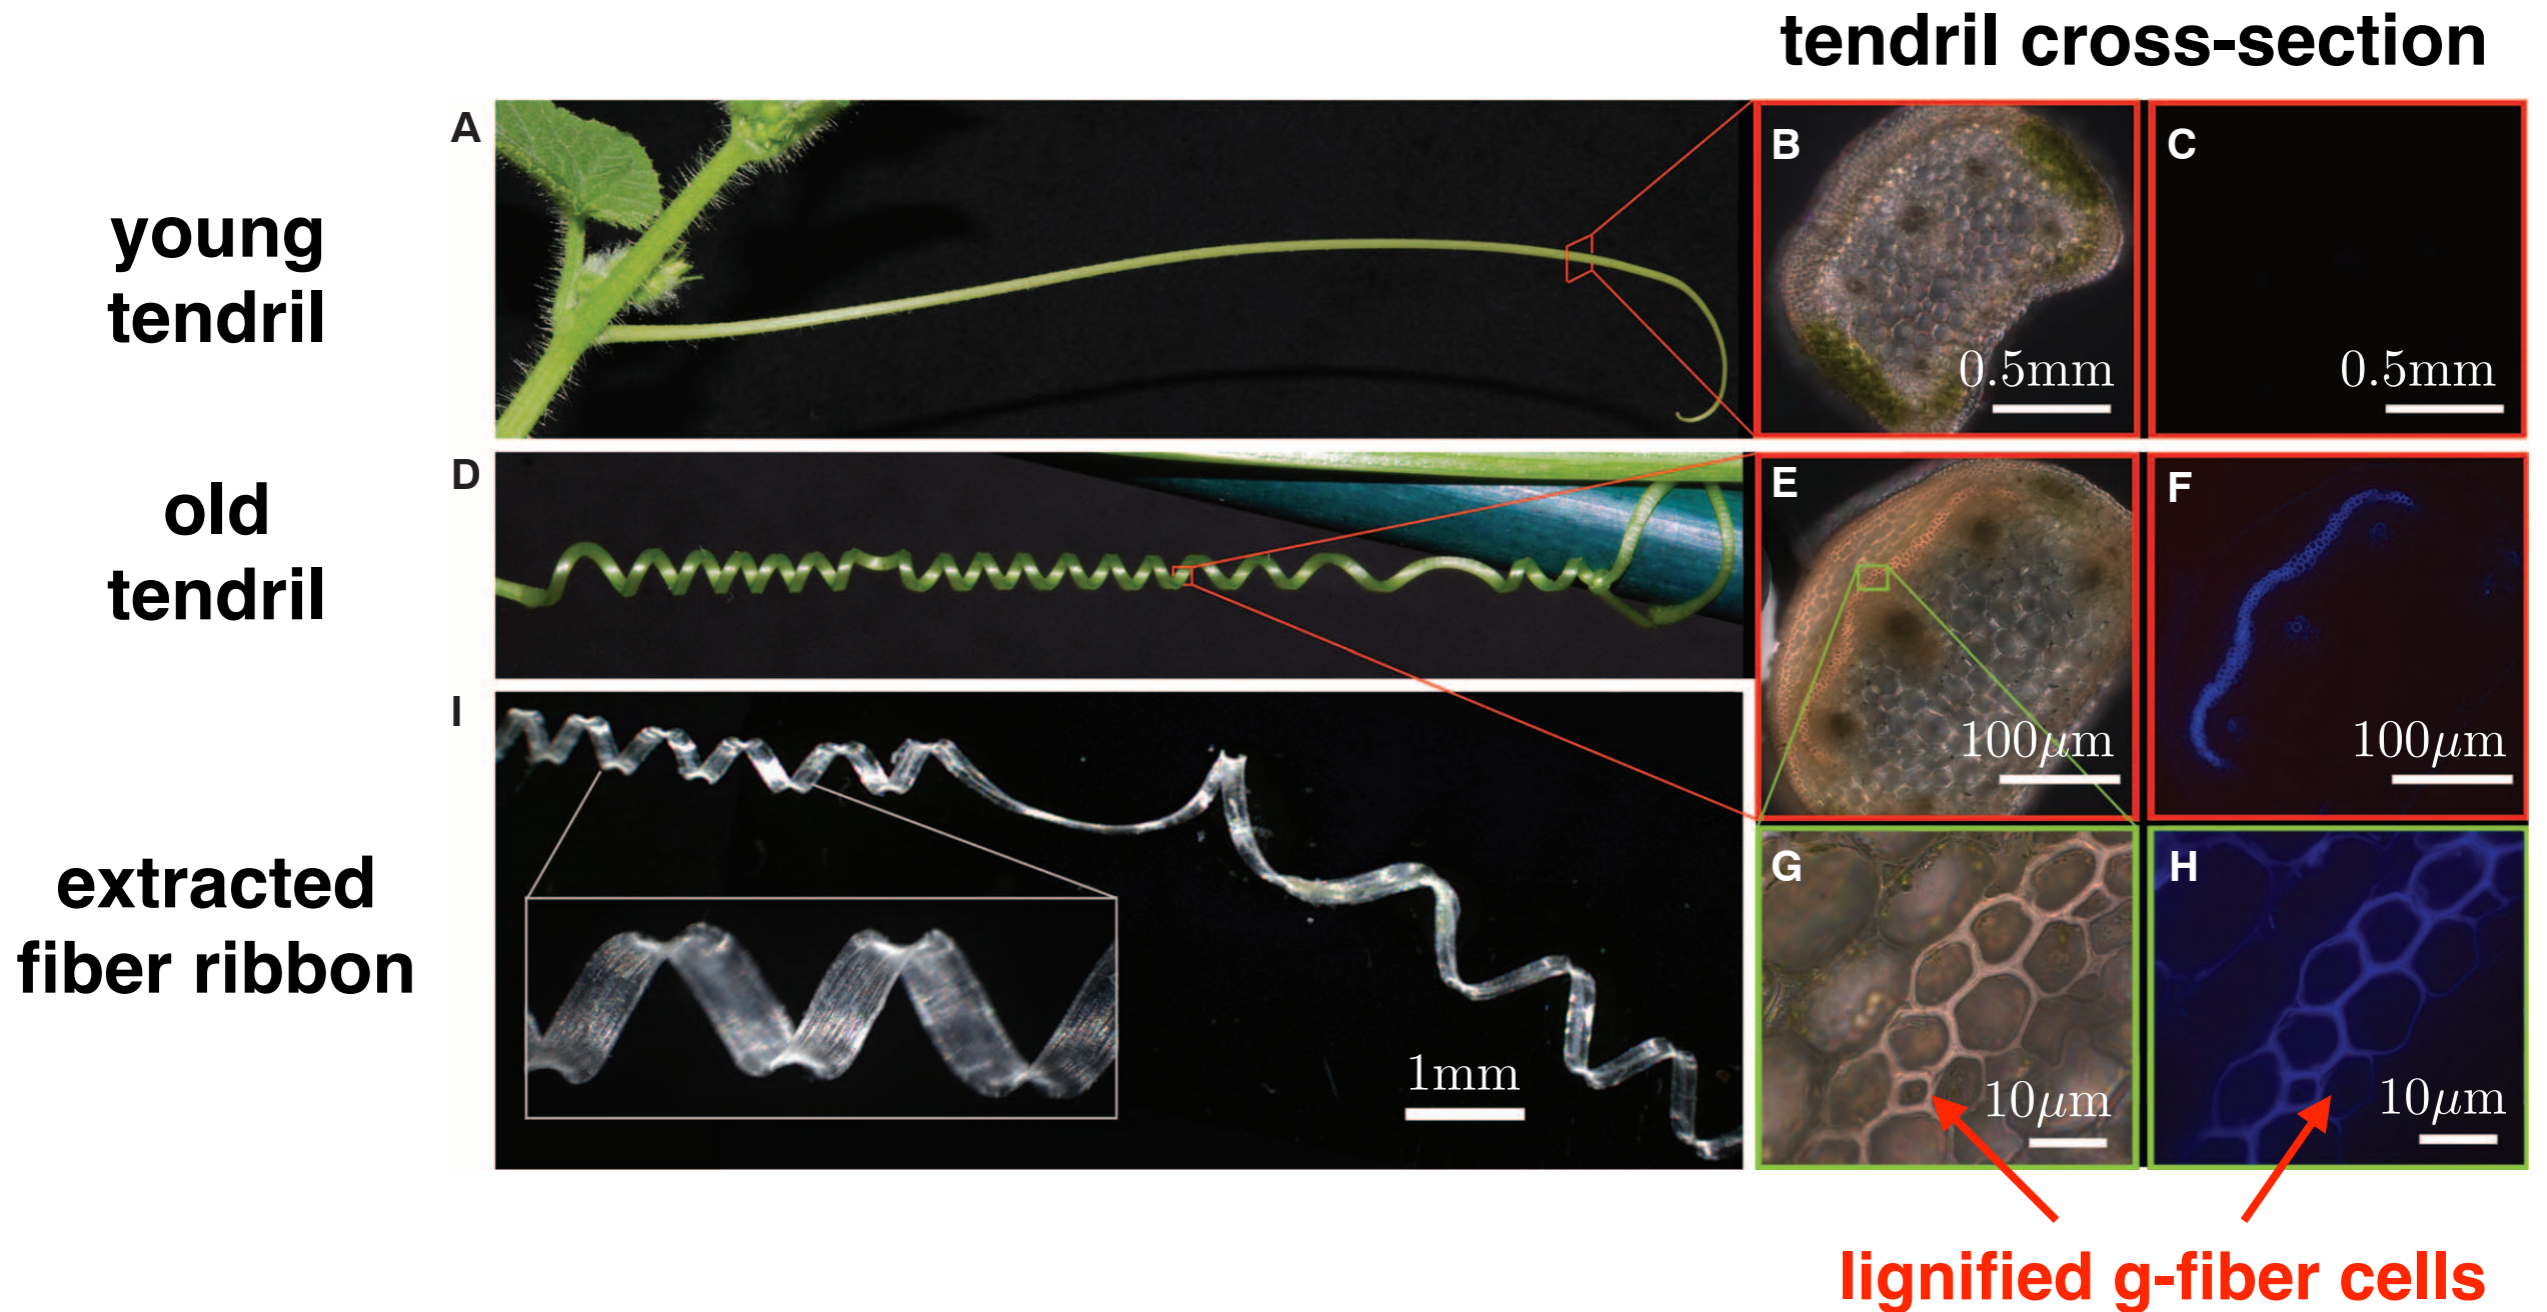 tendril cross-section
A
B
0.5mm
C
0.5mm
young
tendril
D
E
100μm
F
100μm
old
tendril
I
1mm
G
10μm
H
10μm
extracted
fiber ribbon
lignified g-fiber cells